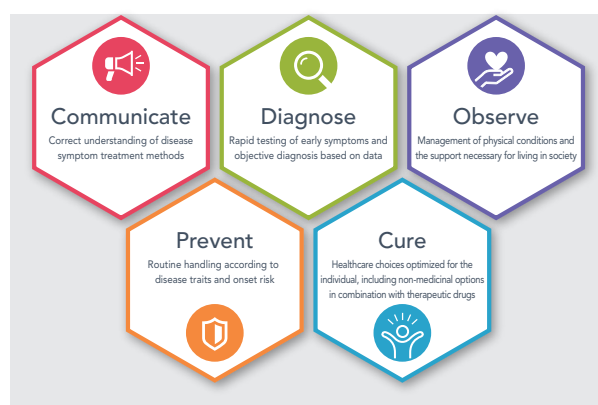 Communicate
Correct understanding of disease
symptom treatment methods
Diagnose
Rapid testing of early symptoms and
objective diagnosis based on data
Observe
Management of physical conditions and
the support necessary for living in society
Prevent
Routine handling according to
disease traits and onset risk
Cure
Healthcare choices optimized for the
individual, including non-medicinal options
in combination with therapeutic drugs